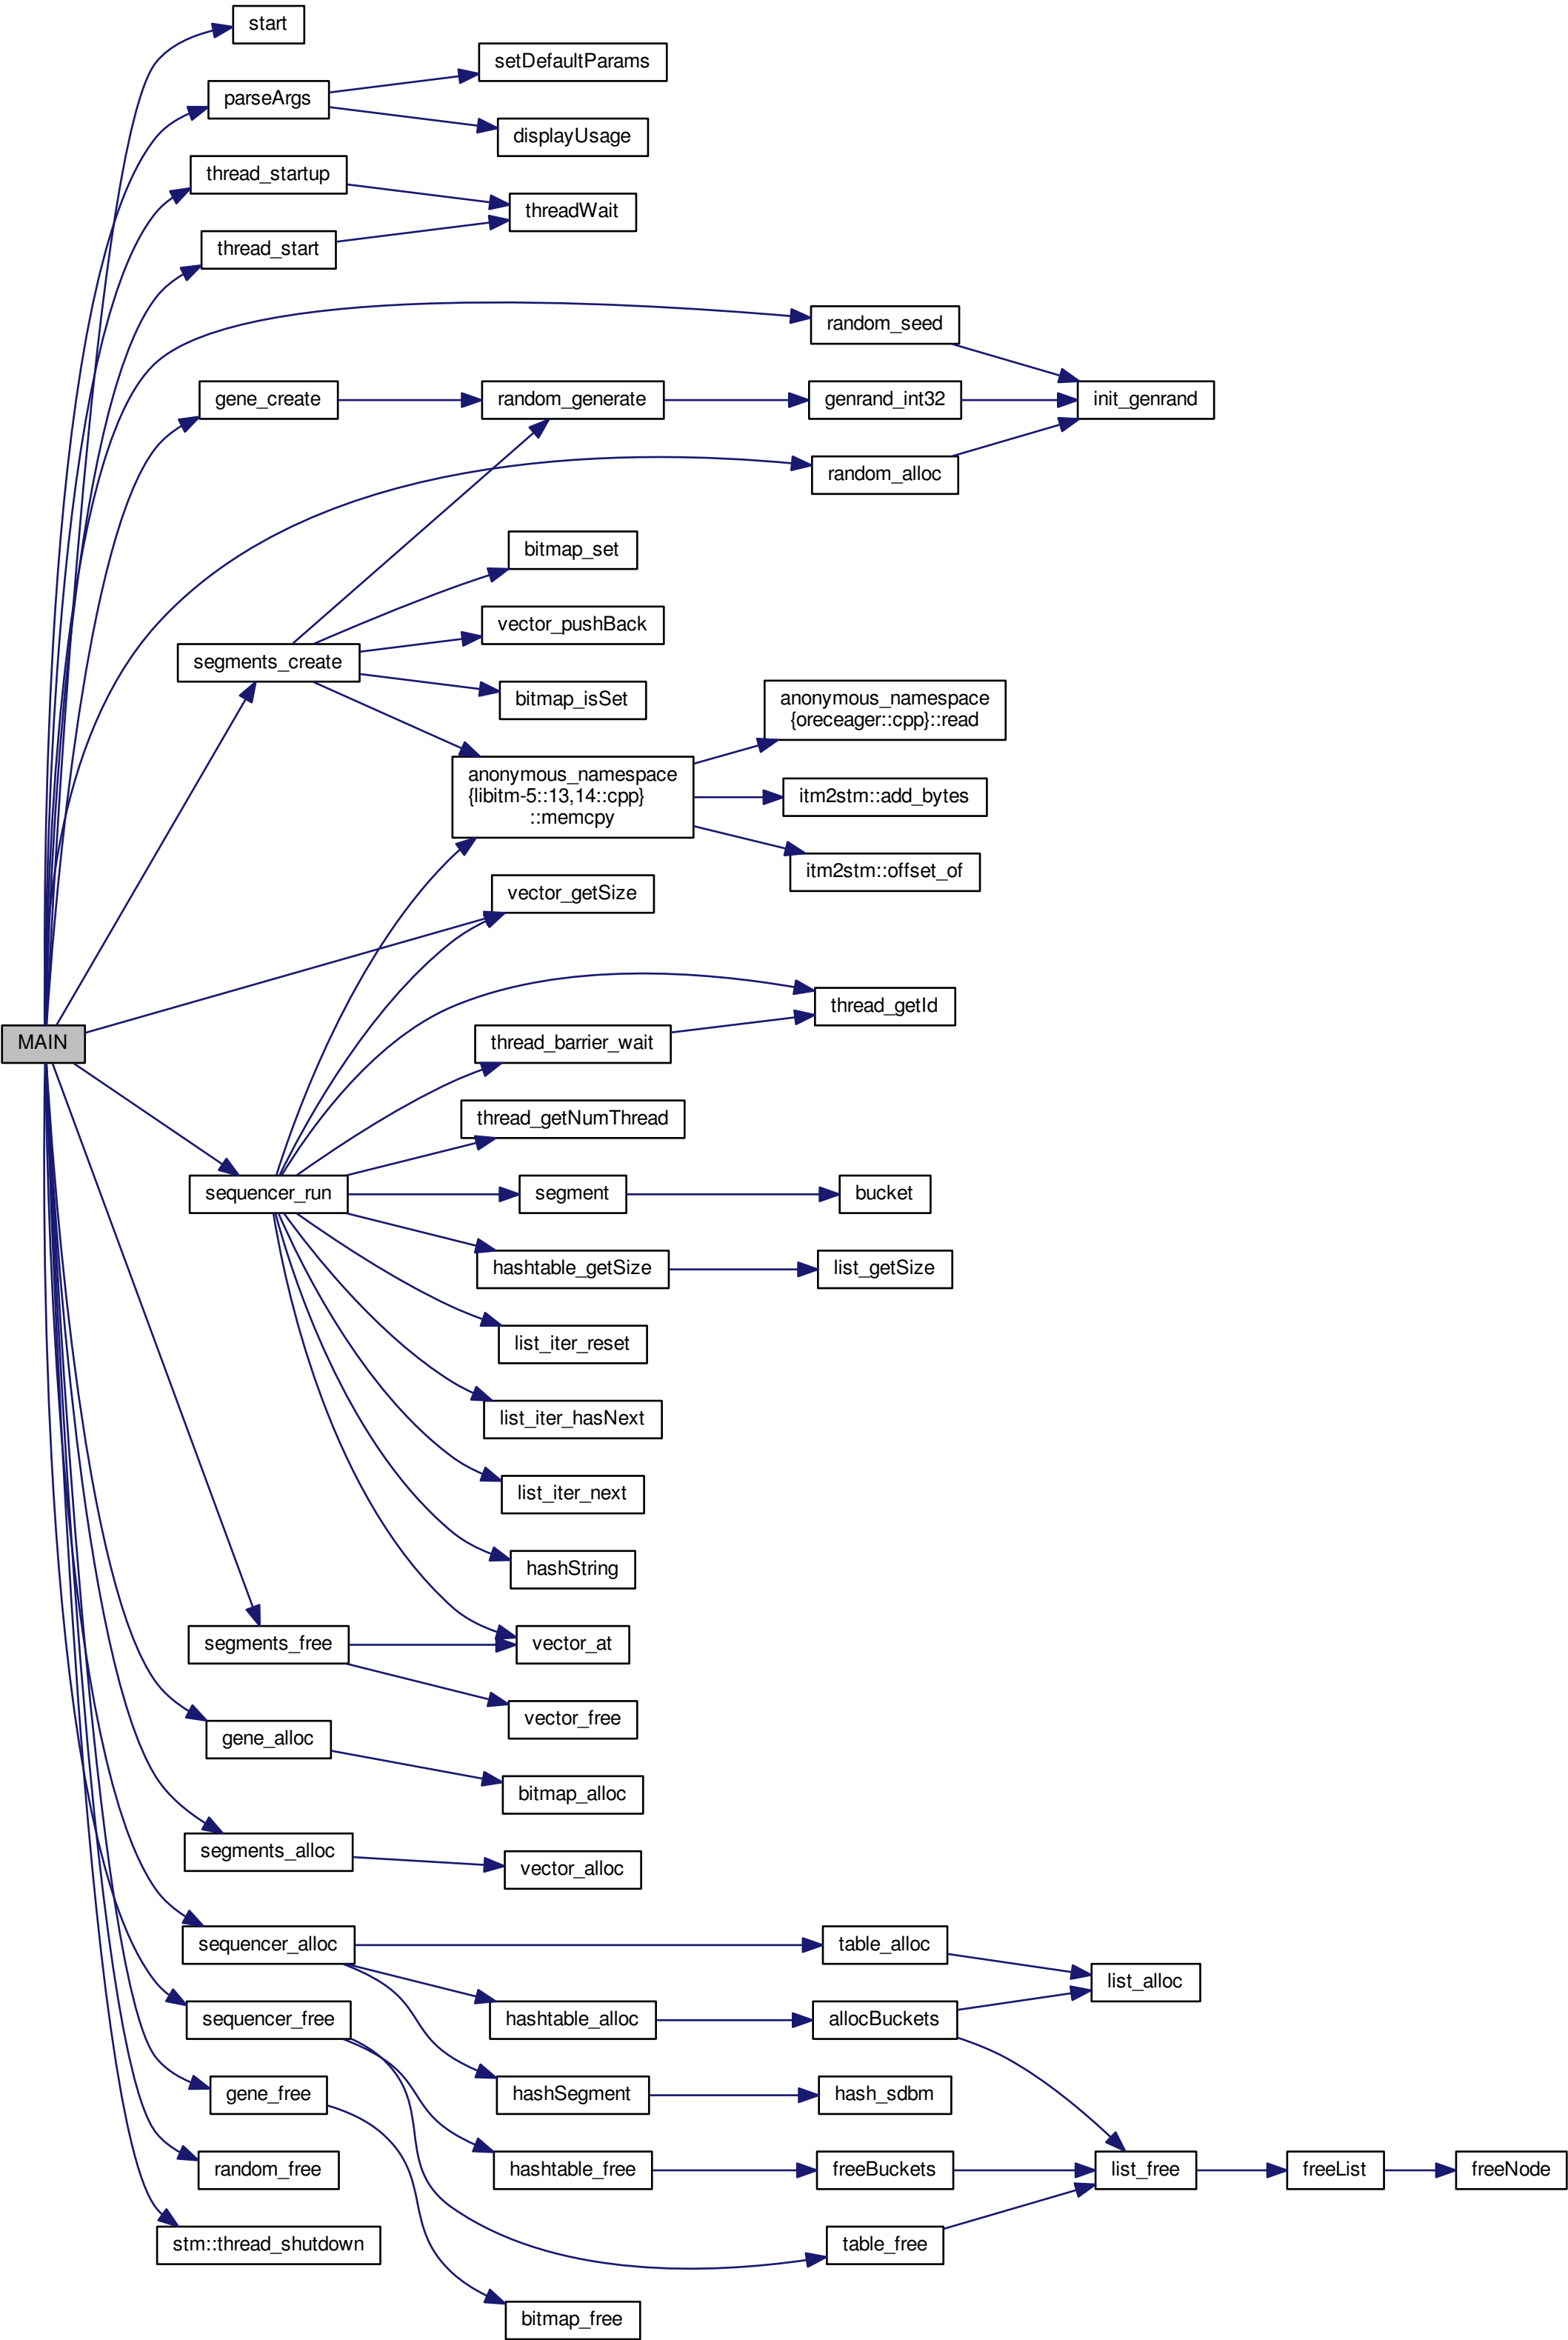 start
setDefaultParams
parseArgs
displayUsage
thread_startup
threadWait
thread_start
random_seed
gene_create
random_generate
genrand_int32
init_genrand
random_alloc
bitmap_set
vector_pushBack
segments_create
bitmap_isSet
anonymous_namespace
{oreceager::cpp}::read
anonymous_namespace
{libitm-5::13,14::cpp}
::memcpy
itm2stm::add_bytes
itm2stm::offset_of
vector_getSize
thread_getId
MAIN
thread_barrier_wait
thread_getNumThread
sequencer_run
segment
bucket
hashtable_getSize
list_getSize
list_iter_reset
list_iter_hasNext
list_iter_next
hashString
segments_free
vector_at
vector_free
gene_alloc
bitmap_alloc
segments_alloc
vector_alloc
sequencer_alloc
table_alloc
list_alloc
sequencer_free
hashtable_alloc
allocBuckets
gene_free
hashSegment
hash_sdbm
random_free
hashtable_free
freeBuckets
list_free
freeList
freeNode
stm::thread_shutdown
table_free
bitmap_free